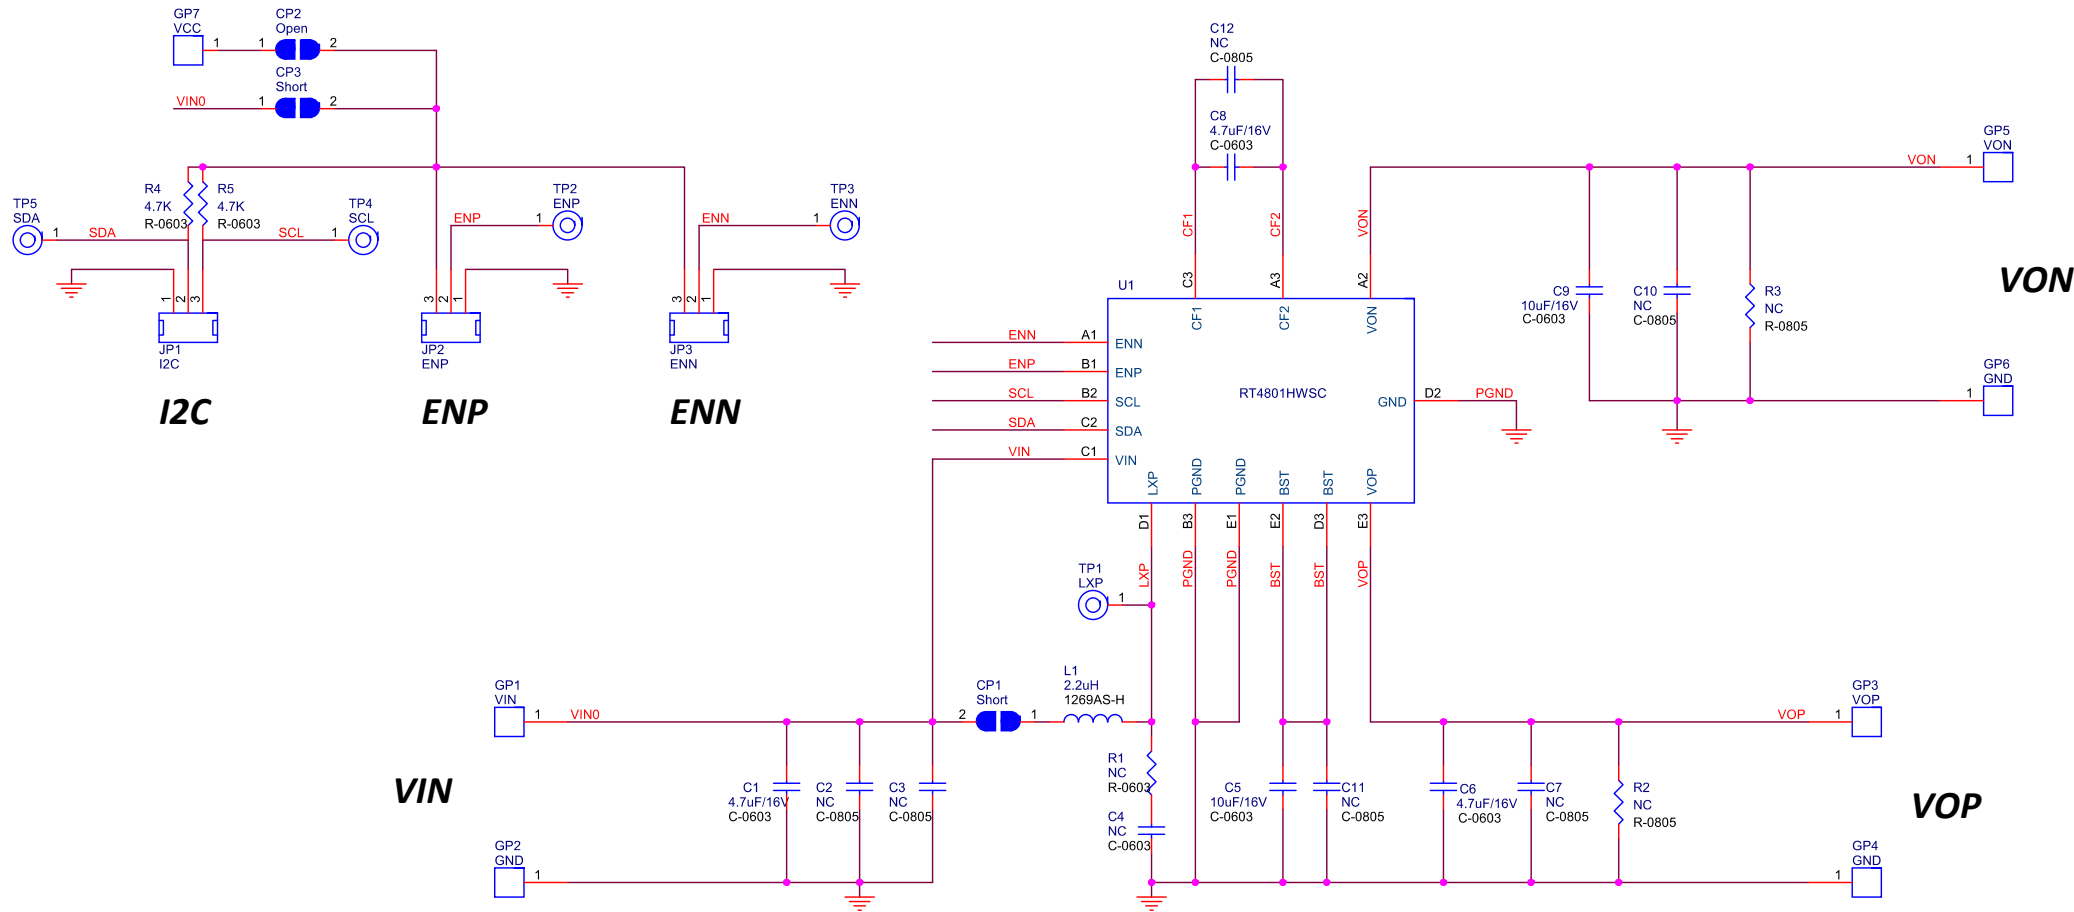 GP7
VCC
1
CP2
Open
1
2
CP3
Short
VIN0
1
2
R4
4.7K
R-0603
R5
4.7K
R-0603
TP5
SDA
1
SDA
SCL
1
TP4
SCL
1
2
3
JP1
I2C
I2C
TP2
ENP
ENP
1
3
2
1
JP2
ENP
ENP
TP3
ENN
ENN
1
3
2
1
JP3
ENN
ENN
C12
NC
C-0805
C8
4.7uF/16V
C-0603
CF1
CF2
VON
C3
A3
A2
U1
CF1
CF2
VON
ENN
A1
ENN
ENP
B1
ENP
SCL
B2
SCL
SDA
C2
SDA
VIN
C1
VIN
RT4801HWSC
GND
D2
PGND
LXP
PGND
PGND
BST
BST
VOP
D1
B3
E1
E2
D3
E3
LXP
PGND
PGND
BST
BST
VOP
VON
1
GP5
VON
C9
10uF/16V
C-0603
C10
NC
C-0805
R3
NC
R-0805
VON
1
GP6
GND
TP1
LXP
1
GP1
VIN
1
VIN0
CP1
Short
2
1
L1
2.2uH
1269AS-H
VIN
C1
4.7uF/16V
C-0603
C2
NC
C-0805
C3
NC
C-0805
R1
NC
R-0603
C4
NC
C-0603
GP2
GND
1
C5
10uF/16V
C-0603
C11
NC
C-0805
C6
4.7uF/16V
C-0603
C7
NC
C-0805
R2
NC
R-0805
VOP
1
GP3
VOP
VOP
1
GP4
GND